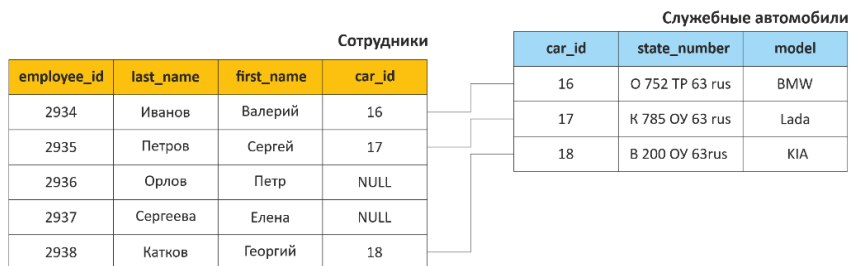 Служебные автомобили
car_id state_number model
16 О 752 ТР 63 rus BMW
17 К 785 ОУ 63 rus Lada
18 В 200 ОУ 63rus KIA
Сотрудники
employee_id last_name first_name car_id
2934 Иванов Валерий 16
2935 Петров Сергей 17
2936 Орлов Петр NULL
2937 Сергеева Елена NULL
2938 Катков Георгий 18